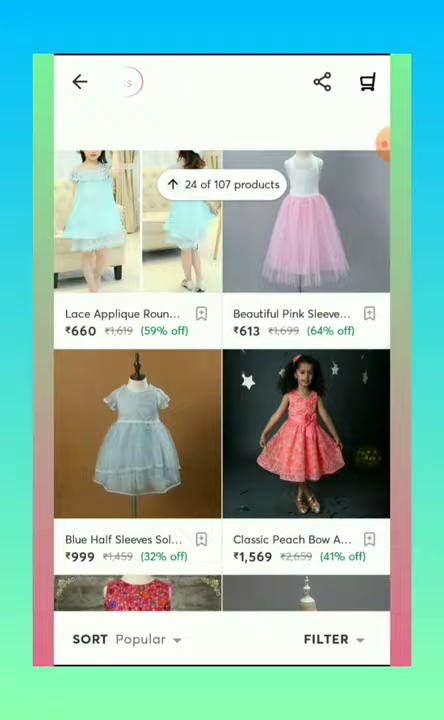 24 of 107 products
Lace Applique Roun...
₹660 ₹1,619 (59% off)
Beautiful Pink Sleeve...
₹613 ₹1,699 (64% off)
Blue Half Sleeves Sol...
₹999 ₹1,459 (32% off)
Classic Peach Bow A...
₹1,569 ₹2,659 (41% off)
SORT Popular
FILTER